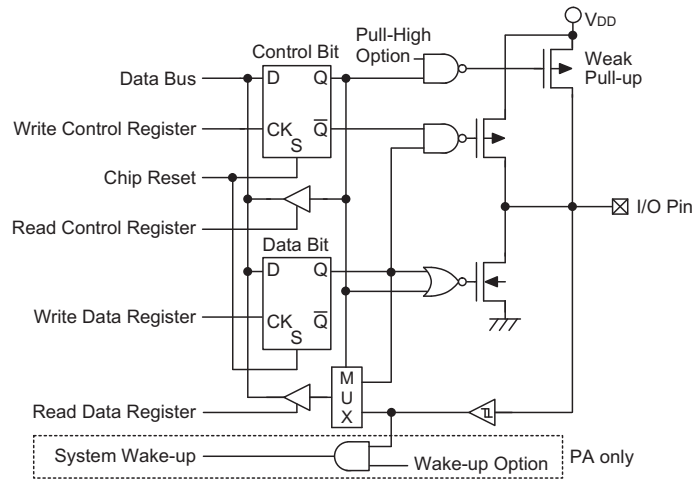 VDD
Pull-High
Option
Control Bit
Weak
Pull-up
Data Bus
D
Q
Write Control Register
CK
Q
S
Chip Reset
I/O Pin
Read Control Register
Data Bit
D
Q
Write Data Register
CK
Q
S
M
U
X
Read Data Register
System Wake-up
Wake-up Option
PA only